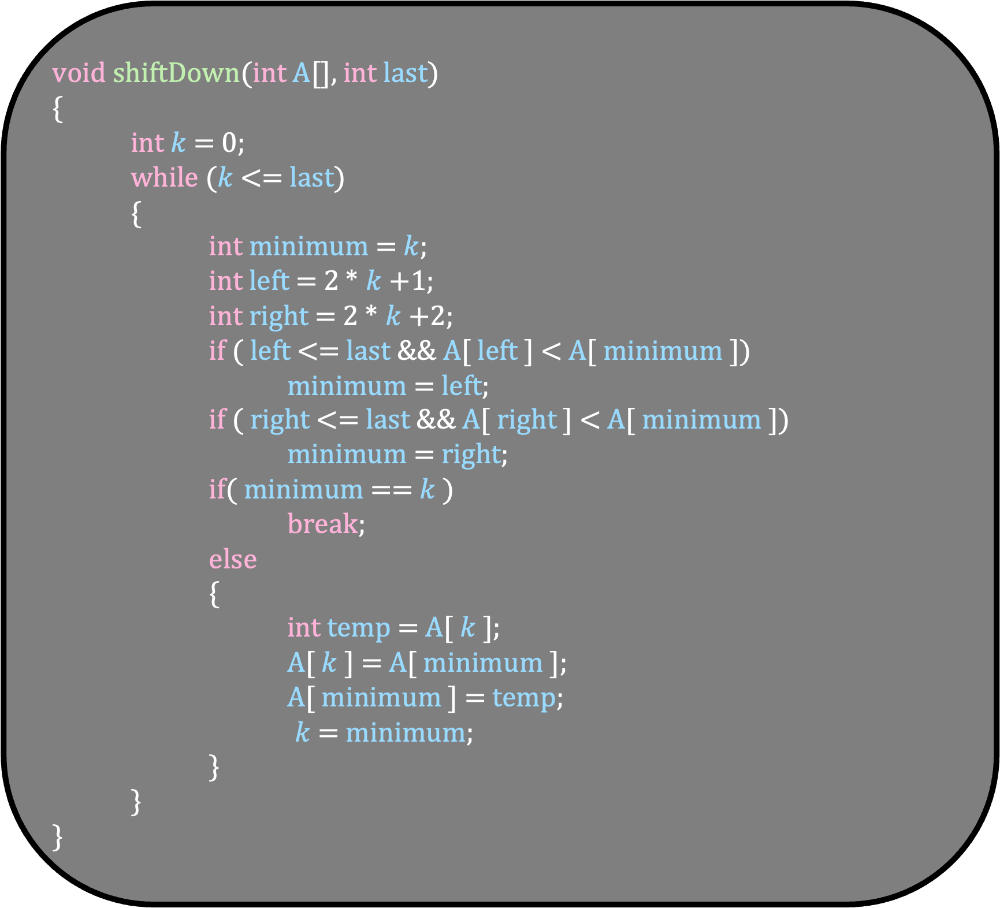 void shiftDown(int A[], int last)
{
int k = 0;
while (k <= last)
{
int minimum = k;
int left = 2 * k +1;
int right = 2 * k +2;
if ( left <= last && A[ left ] < A[ minimum ])
minimum = left;
if ( right <= last && A[ right ] < A[ minimum ])
minimum = right;
if( minimum == k )
break;
else
{
int temp = A[ k ];
A[ k ] = A[ minimum ];
A[ minimum ] = temp;
k = minimum;
}
}
}